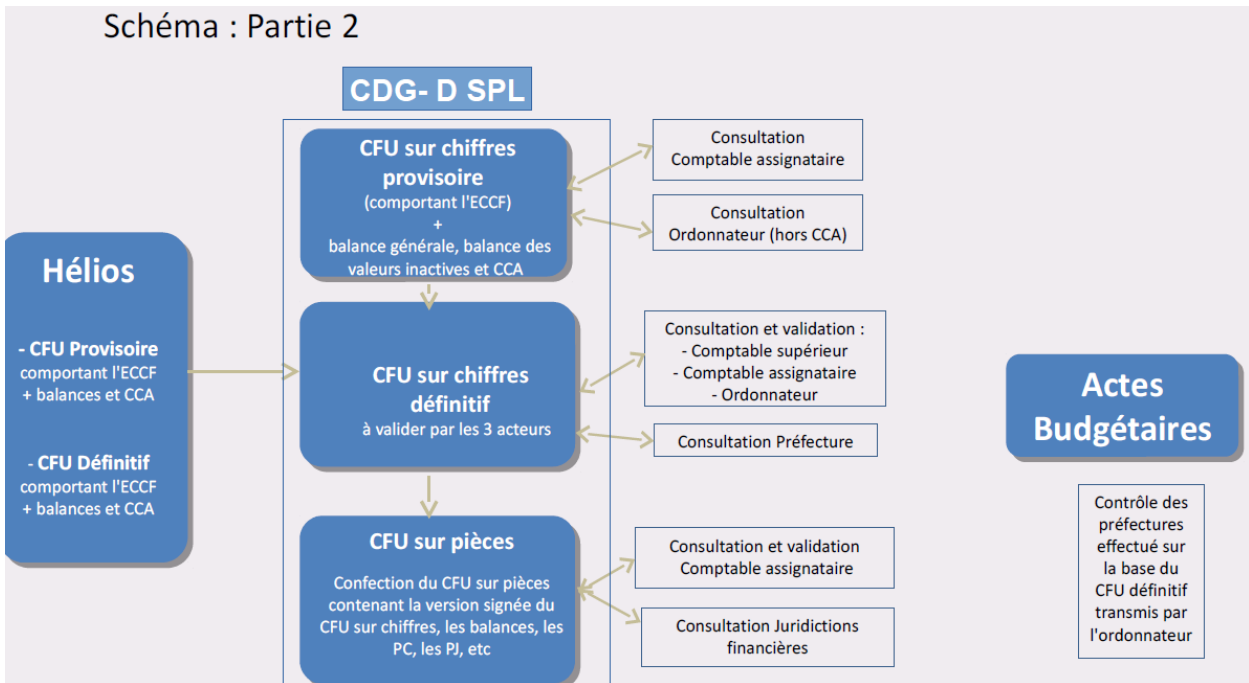 Schéma : Partie 2
CDG- D SPL
Hélios
- CFU Provisoire
comportant l'ECCF
+ balances et CCA
- CFU Définitif
comportant l'ECCF
+ balances et CCA
CFU sur chiffres
provisoire
(comportant l'ECCF)
+
balance générale, balance des
valeurs inactives et CCA
Consultation
Comptable assignataire
Consultation
Ordonnateur (hors CCA)
CFU sur chiffres
définitif
à valider par les 3 acteurs
Consultation et validation :
- Comptable supérieur
- Comptable assignataire
- Ordonnateur
Consultation Préfecture
CFU sur pièces
Confection du CFU sur pièces
contenant la version signée du
CFU sur chiffres, les balances, les
PC, les PJ, etc
Consultation et validation
Comptable assignataire
Consultation Juridictions
financières
Actes
Budgétaires
Contrôle des
préfectures
effectué sur
la base du
CFU définitif
transmis par
l'ordonnateur